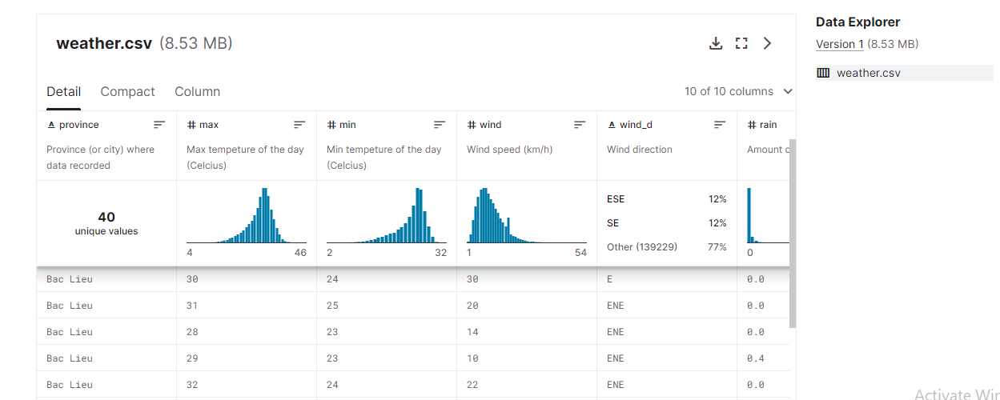 weather.csv (8.53 MB)
Data Explorer
Version 1 (8.53 MB)
weather.csv
Detail Compact Column
10 of 10 columns
A province
# max
# min
# wind
A wind_d
# rain
Province (or city) where
data recorded
Max tempeture of the day
(Celcius)
Min tempeture of the day
(Celcius)
Wind speed (km/h)
Wind direction
Amount
40
unique values
4 46
2 32
1 54
ESE 12%
SE 12%
Other (139229) 77%
0
Bac Lieu 30 24 30 E 0.0
Bac Lieu 31 25 20 ENE 0.0
Bac Lieu 28 23 14 ENE 0.0
Bac Lieu 29 23 10 ENE 0.4
Bac Lieu 32 24 22 ENE 0.0
Activate Wir